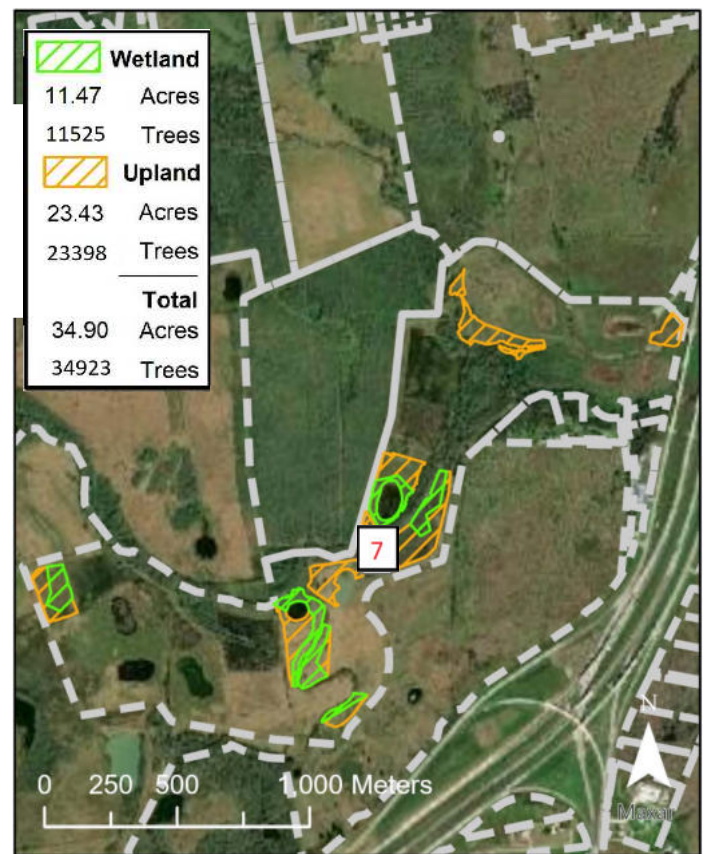 Wetland
11.47 Acres
11525 Trees
Upland
23.43 Acres
23398 Trees
Total
34.90 Acres
34923 Trees
7
N
0 250 500 1,000 Meters
Maxar